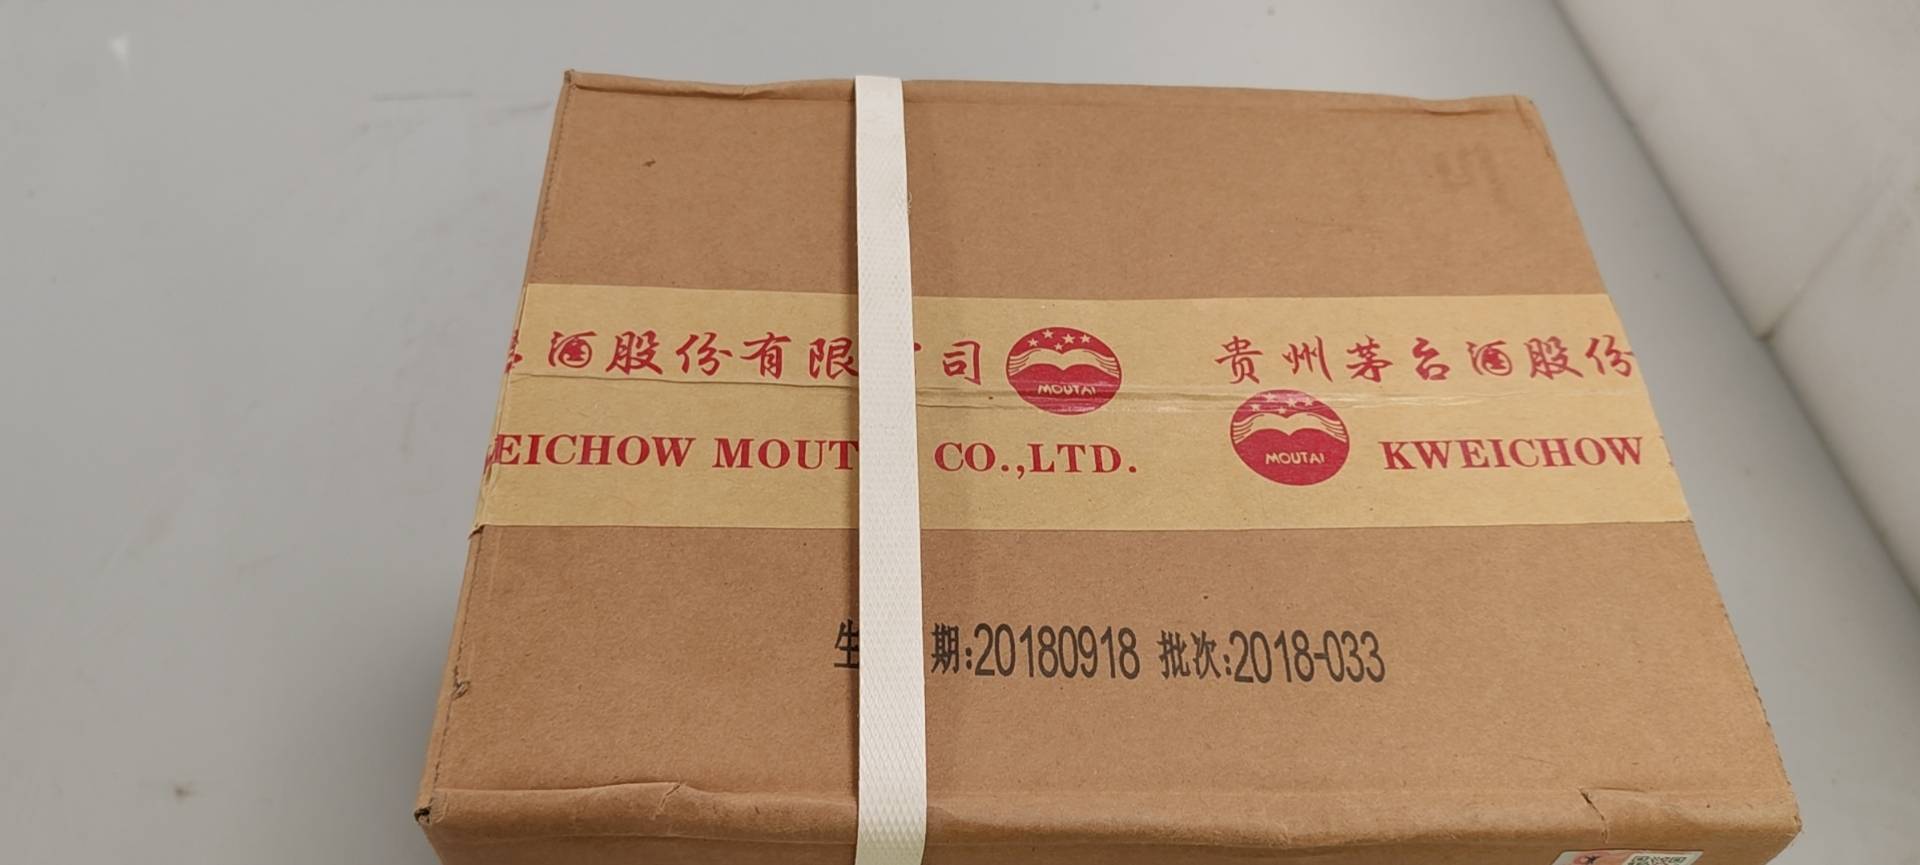 酒股份有限 司 MOUTAI 贵州茅台酒股份
EICHOW MOUT CO.,LTD. MOUTAI KWEICHOW
生 期:20180918 批次:2018-033